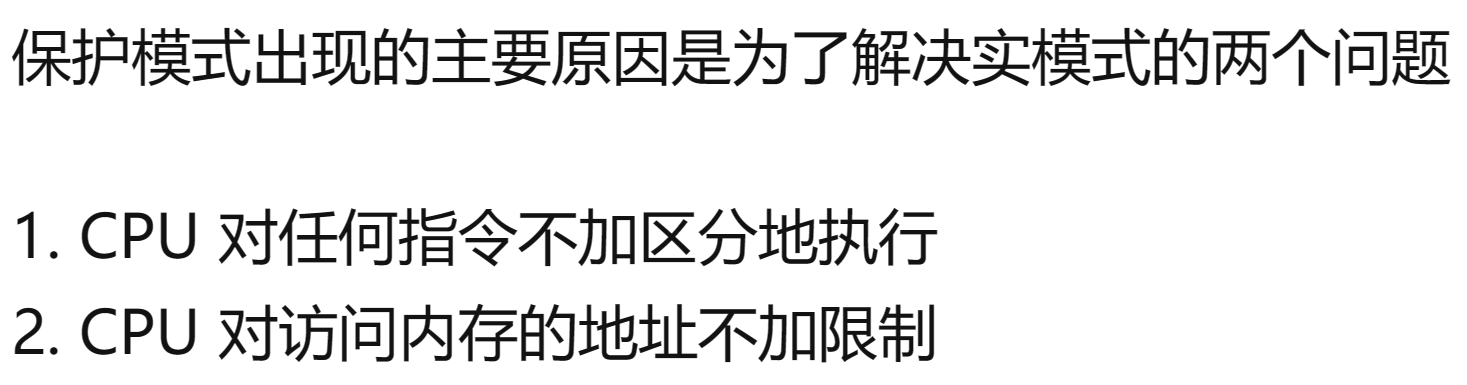 保护模式出现的主要原因是为了解决实模式的两个问题
1. CPU 对任何指令不加区分地执行
2. CPU 对访问内存的地址不加限制